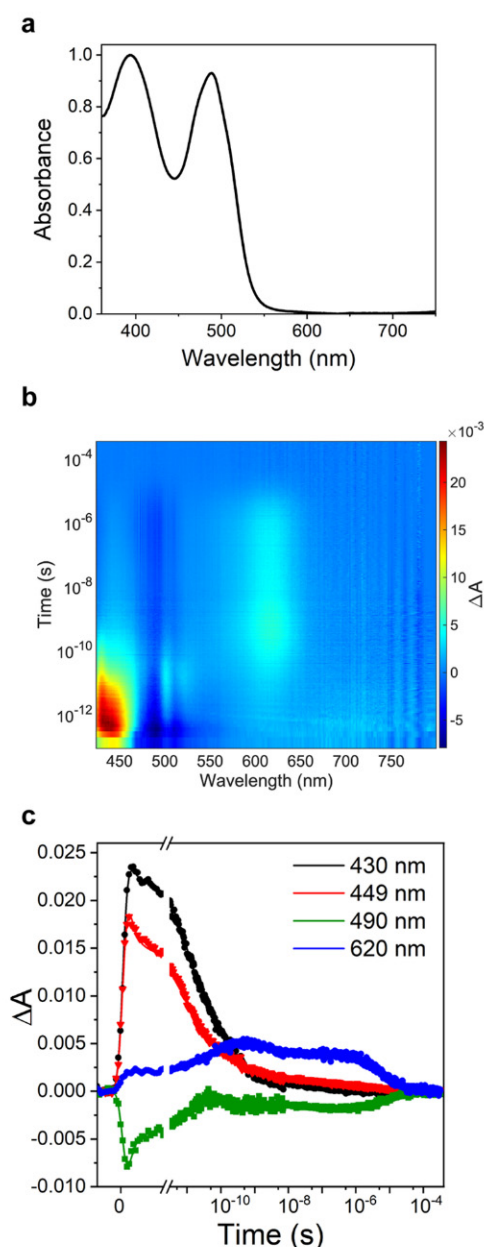 a
1.0
0.8
0.6
0.4
0.2
0.0
Absorbance
400 500 600 700
Wavelength (nm)
b
×10⁻³
10⁻⁴
10⁻⁶
10⁻⁸
10⁻¹⁰
10⁻¹²
Time (s)
20
15
10
5
0
-5
ΔA
450 500 550 600 650 700 750
Wavelength (nm)
c
0.025
0.020
0.015
0.010
0.005
0.000
-0.005
-0.010
ΔA
430 nm
449 nm
490 nm
620 nm
0 10⁻¹⁰ 10⁻⁸ 10⁻⁶ 10⁻⁴
Time (s)